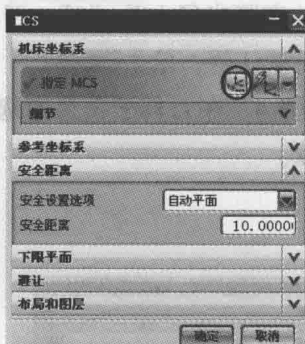 MCS
机床坐标系
指定 MCS
细节
参考坐标系
安全距离
安全设置选项 自动平面
安全距离 10.0000
下限平面
避让
布局和图层
确定 取消